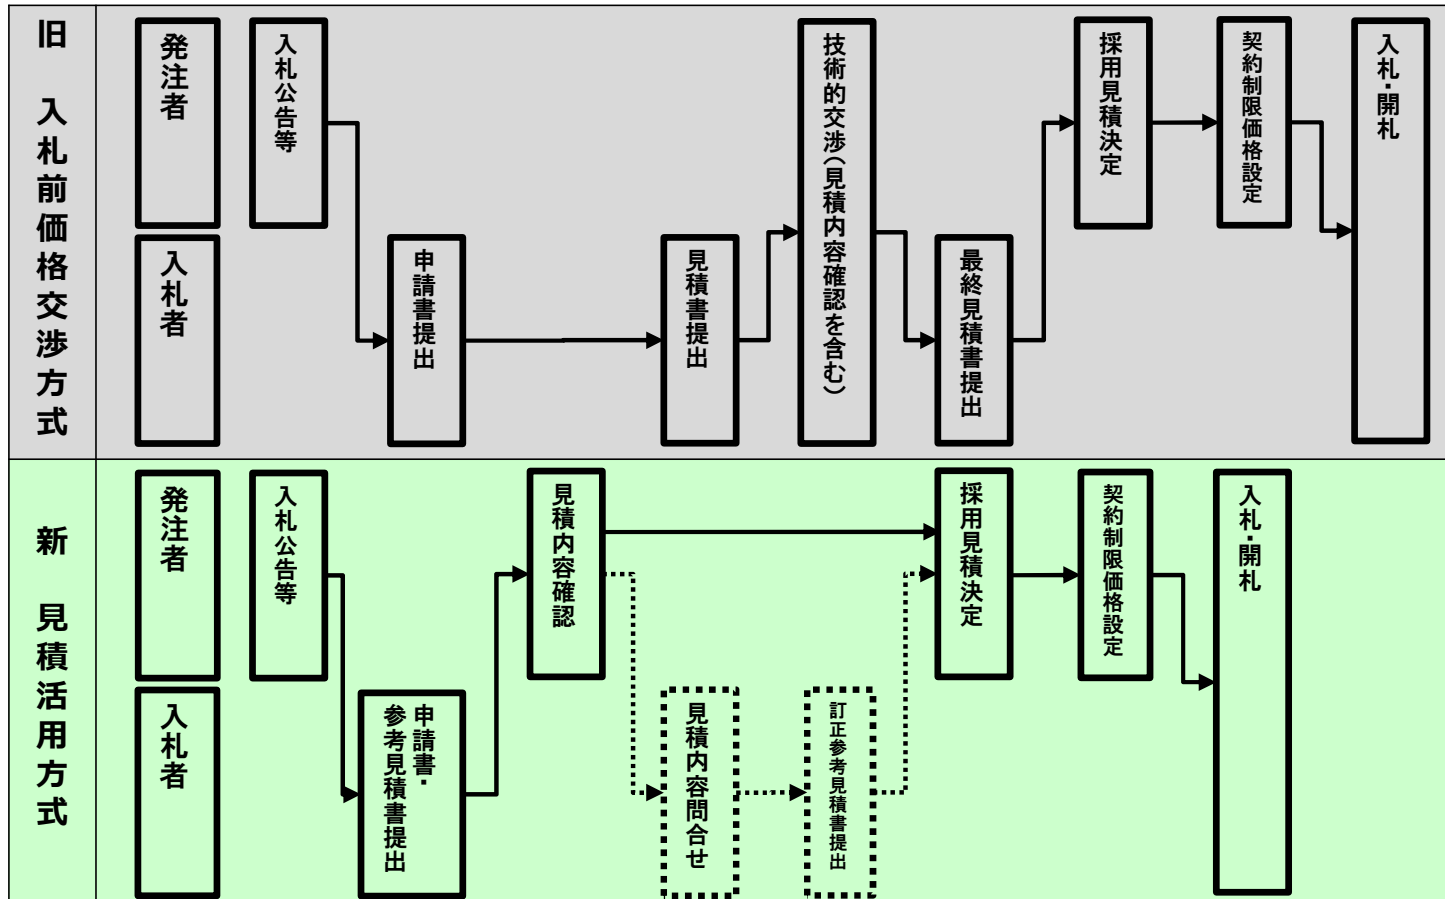 旧　入札前価格交渉方式
発注者
入札者
入札公告等
申請書提出
見積書提出
技術的交渉（見積内容確認を含む）
最終見積書提出
採用見積決定
契約制限価格設定
入札・開札
新　見積活用方式
発注者
入札者
入札公告等
申請書・
参考見積書提出
見積内容確認
見積内容問合せ
訂正参考見積書提出
採用見積決定
契約制限価格設定
入札・開札